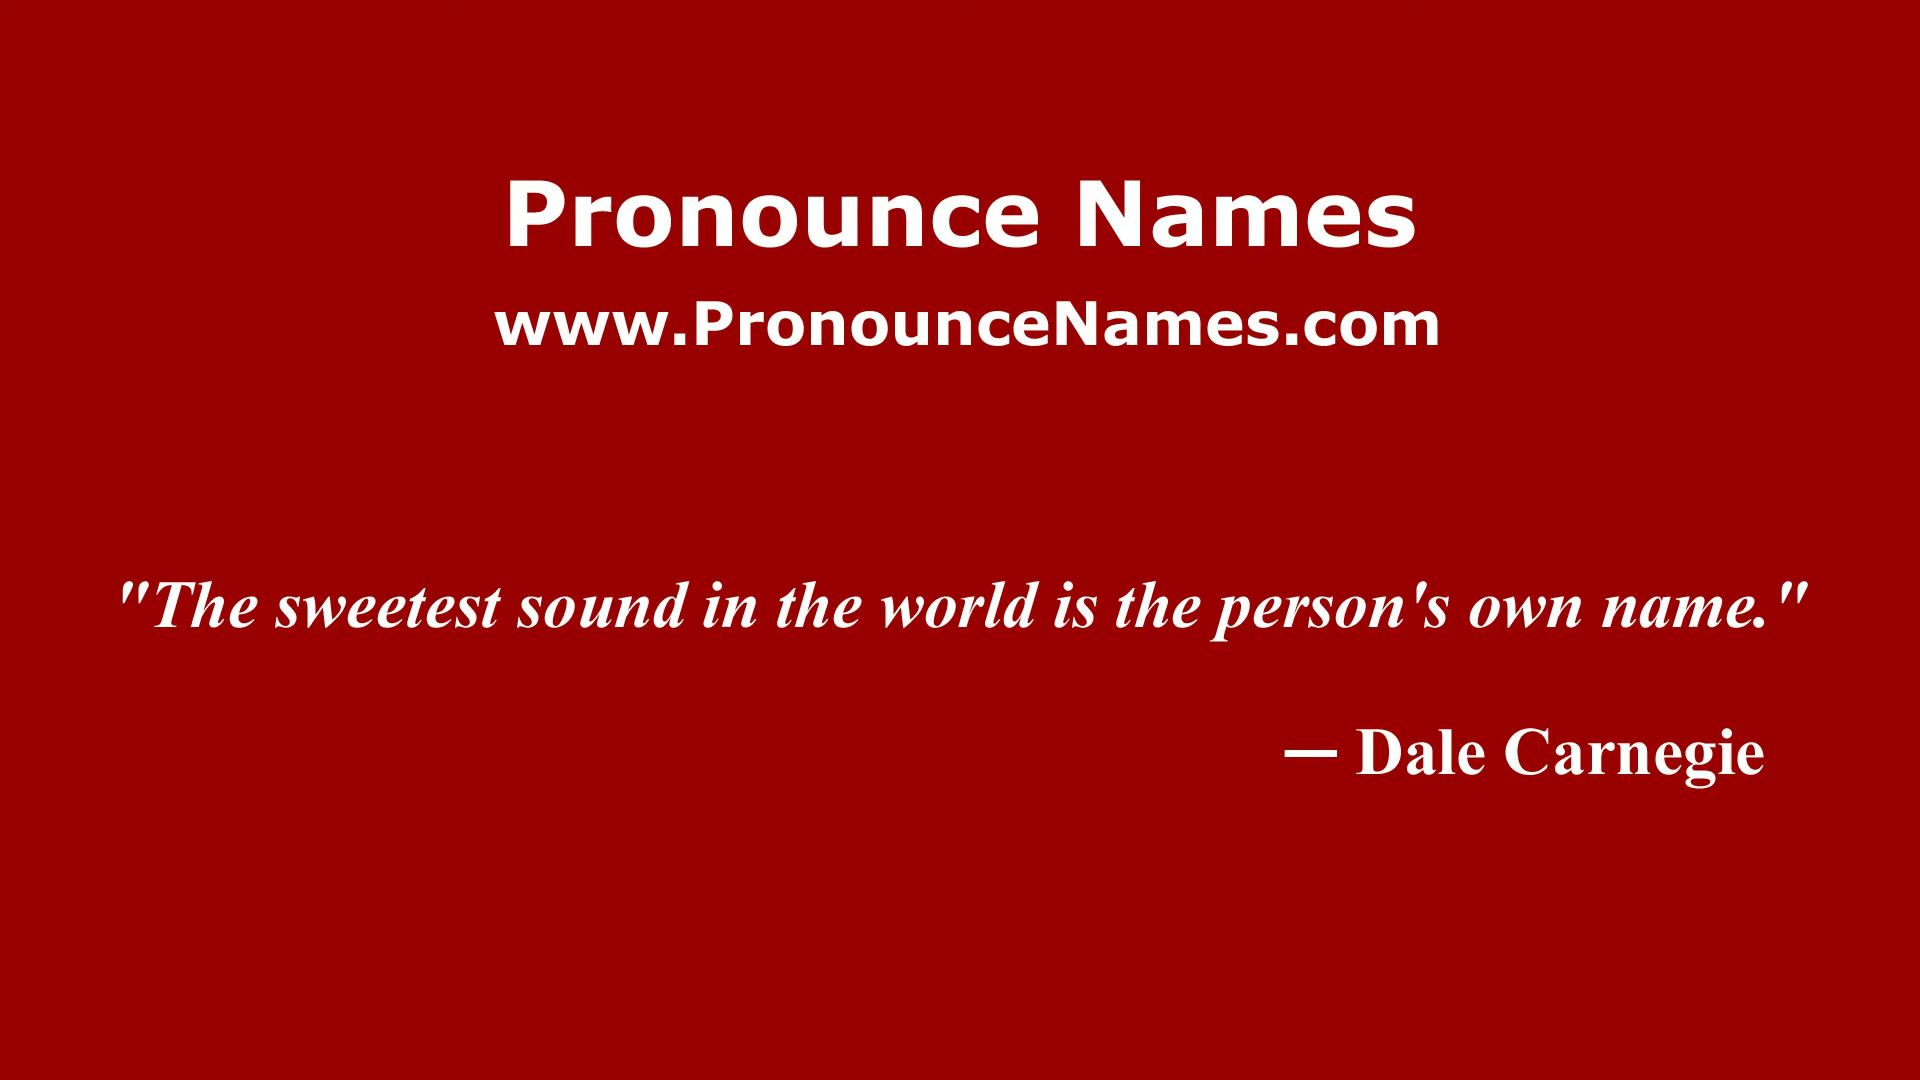 Pronounce Names
www.PronounceNames.com
"The sweetest sound in the world is the person's own name."
— Dale Carnegie